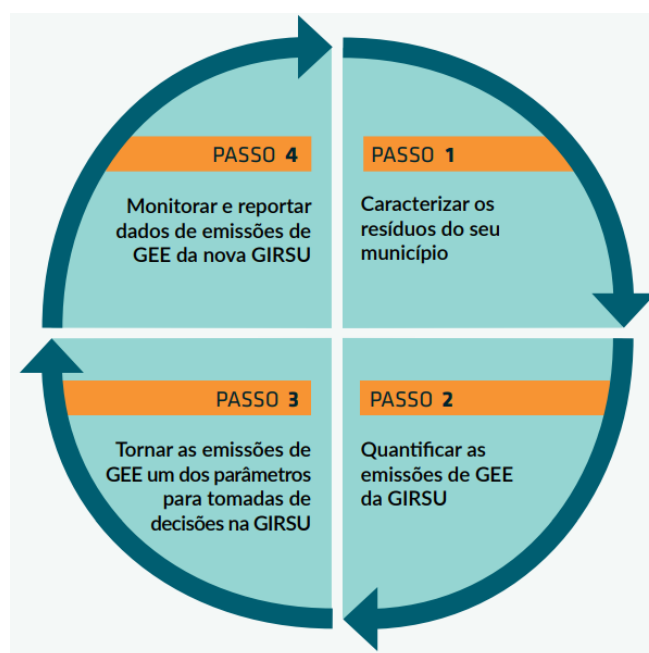 PASSO 1
Caracterizar os
resíduos do seu
município
PASSO 2
Quantificar as
emissões de GEE
da GIRSU
PASSO 3
Tornar as emissões de
GEE um dos parâmetros
para tomadas de
decisões na GIRSU
PASSO 4
Monitorar e reportar
dados de emissões de
GEE da nova GIRSU